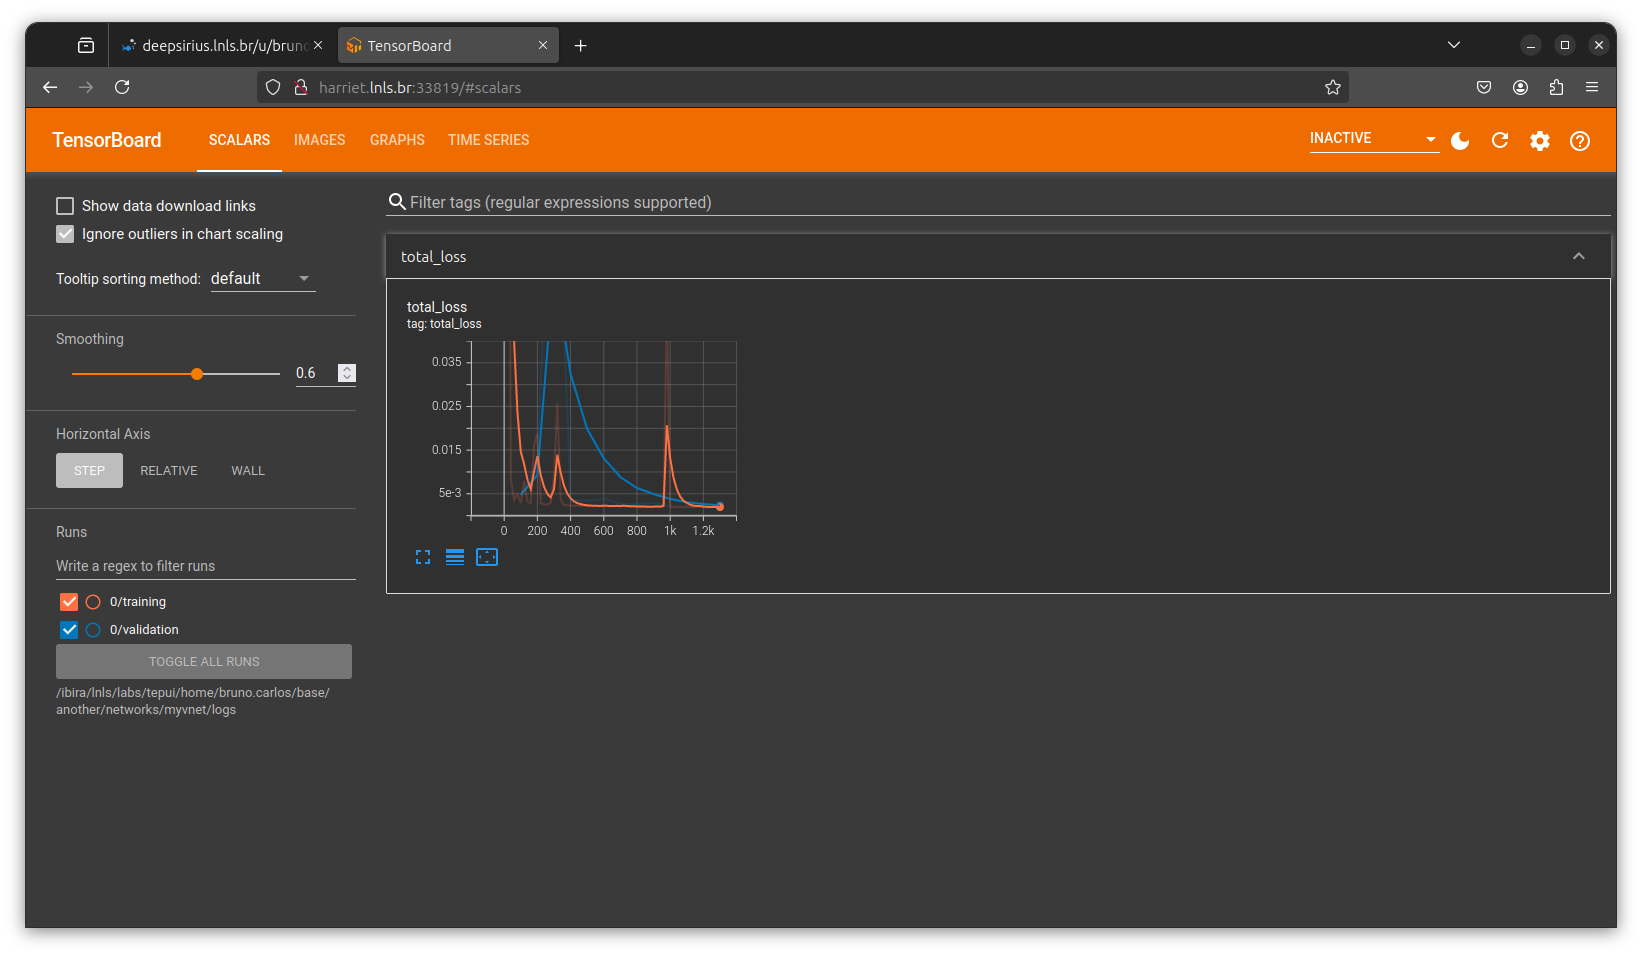 deepsirius.lnls.br/u/brun
TensorBoard
harriet.lnls.br:33819/#scalars
TensorBoard
SCALARS
IMAGES
GRAPHS
TIME SERIES
INACTIVE
Show data download links
Ignore outliers in chart scaling
Tooltip sorting method: default
Smoothing
0.6
Horizontal Axis
STEP
RELATIVE
WALL
Runs
Write a regex to filter runs
0/training
0/validation
TOGGLE ALL RUNS
/ibira/lnls/labs/tepui/home/bruno.carlos/base/
another/networks/myvnet/logs
Filter tags (regular expressions supported)
total_loss
total_loss
tag: total_loss
0.035
0.025
0.015
5e-3
0 200 400 600 800 1k 1.2k